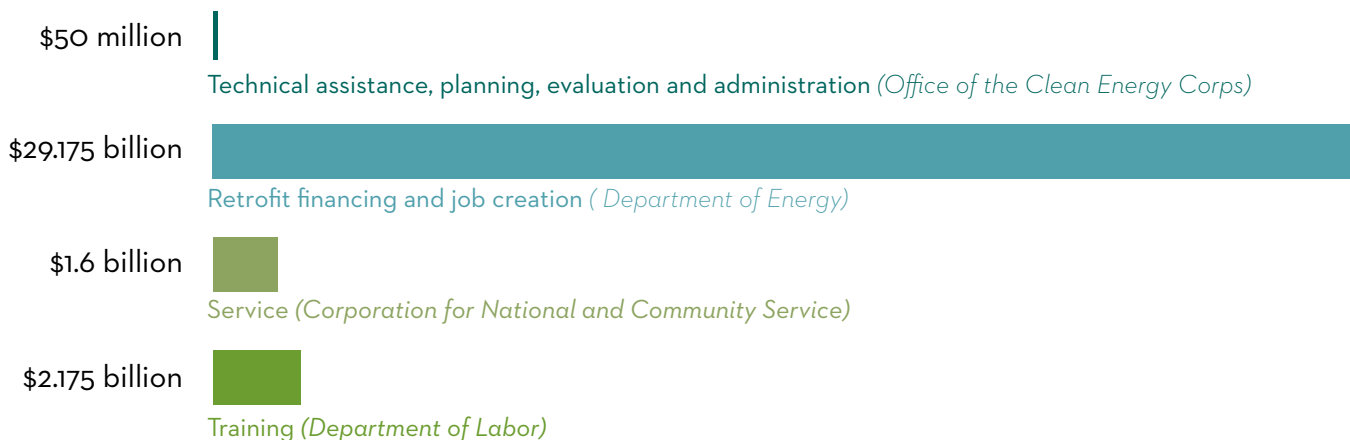 $50 million
Technical assistance, planning, evaluation and administration (Office of the Clean Energy Corps)
$29.175 billion
Retrofit financing and job creation ( Department of Energy)
$1.6 billion
Service (Corporation for National and Community Service)
$2.175 billion
Training (Department of Labor)